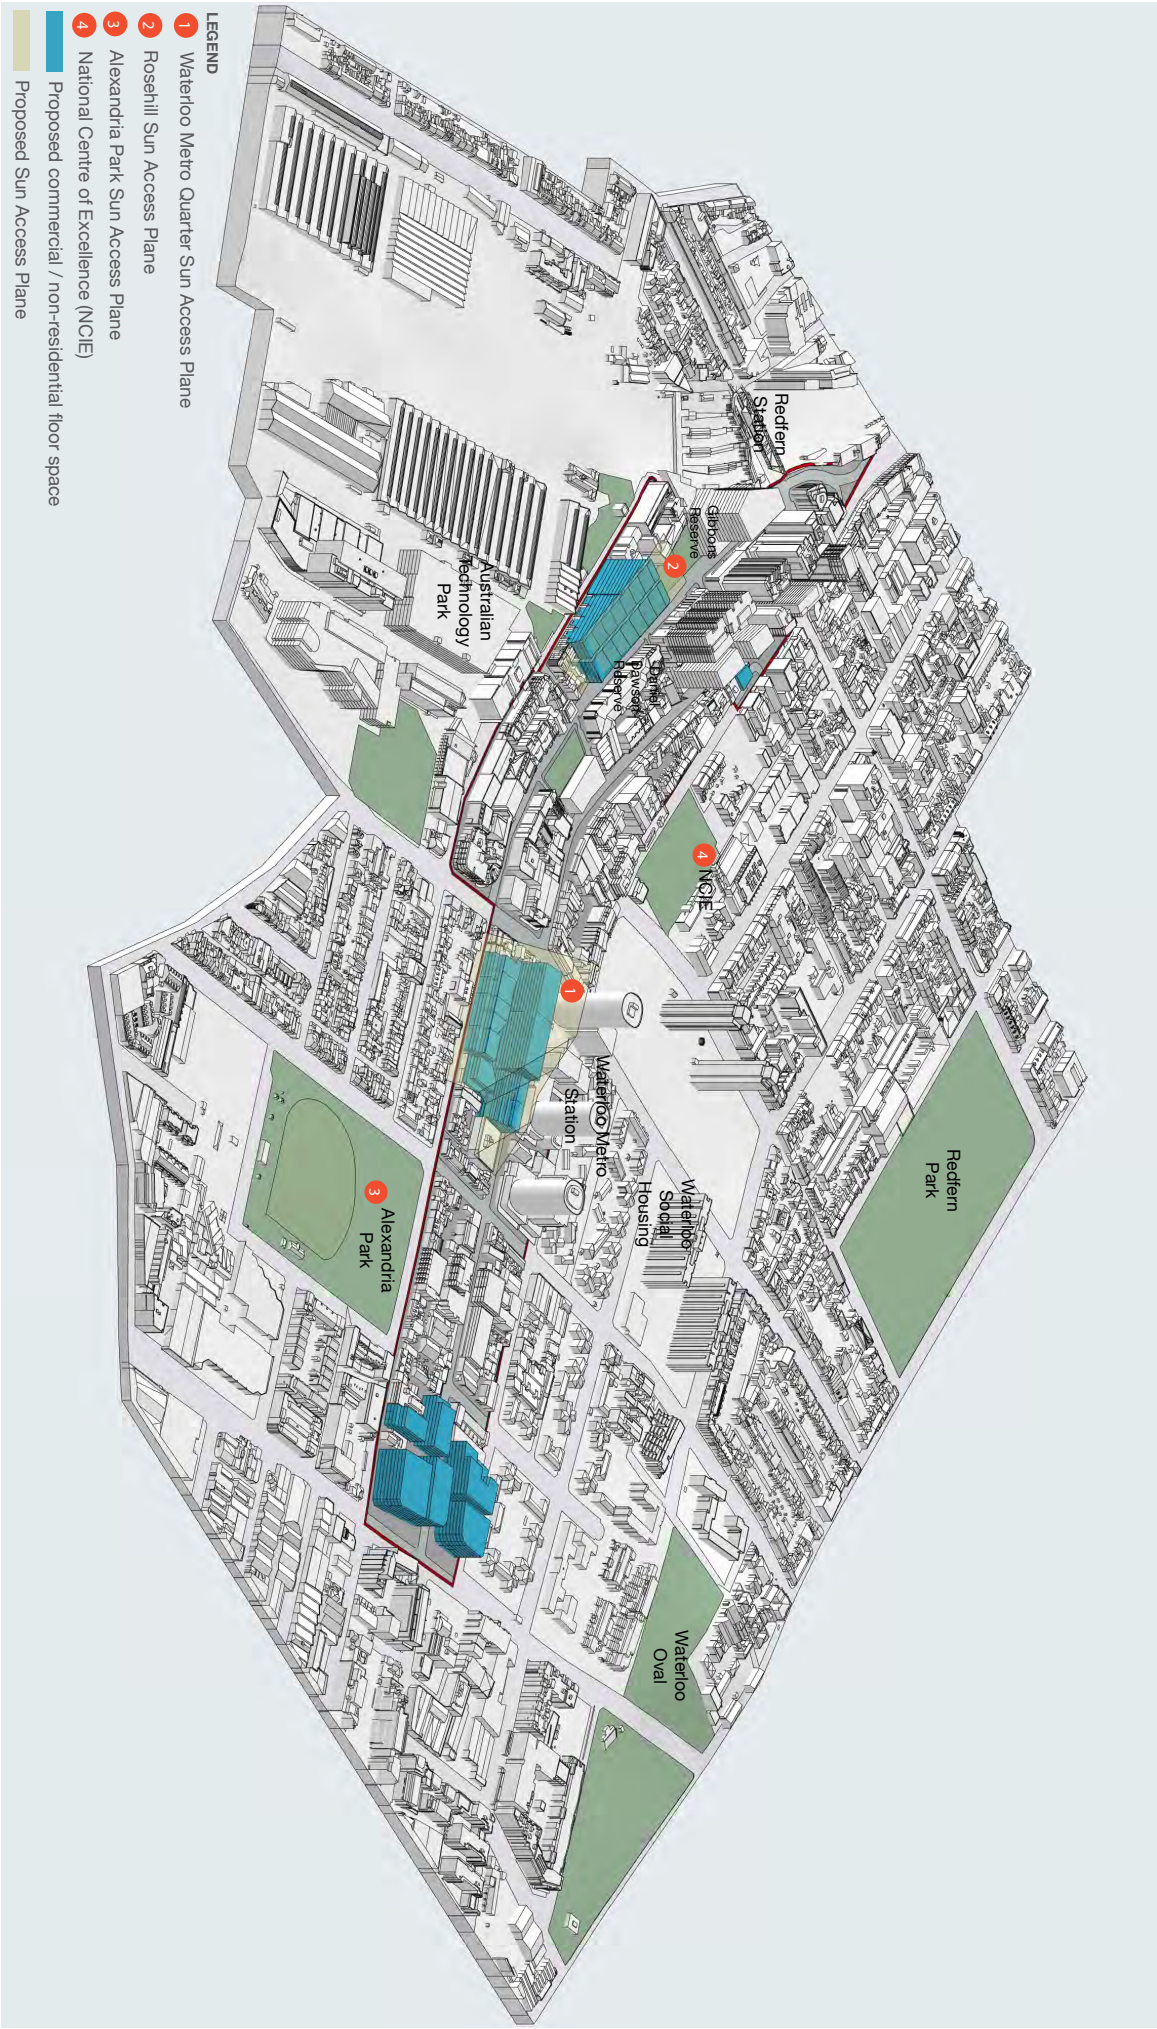 LEGEND
1 Waterloo Metro Quarter Sun Access Plane
2 Rosehill Sun Access Plane
3 Alexandria Park Sun Access Plane
4 National Centre of Excellence (NCIE)
Proposed commercial / non-residential floor space
Proposed Sun Access Plane
Redfern
Station
Gibbons
Reserve
2
Australian
Technology
Park
Daniel
Dawson
Reserve
4 NCIE
1
Waterloo Metro
Station
Redfern
Park
Waterloo
Social
Housing
3 Alexandria
Park
Waterloo
Oval